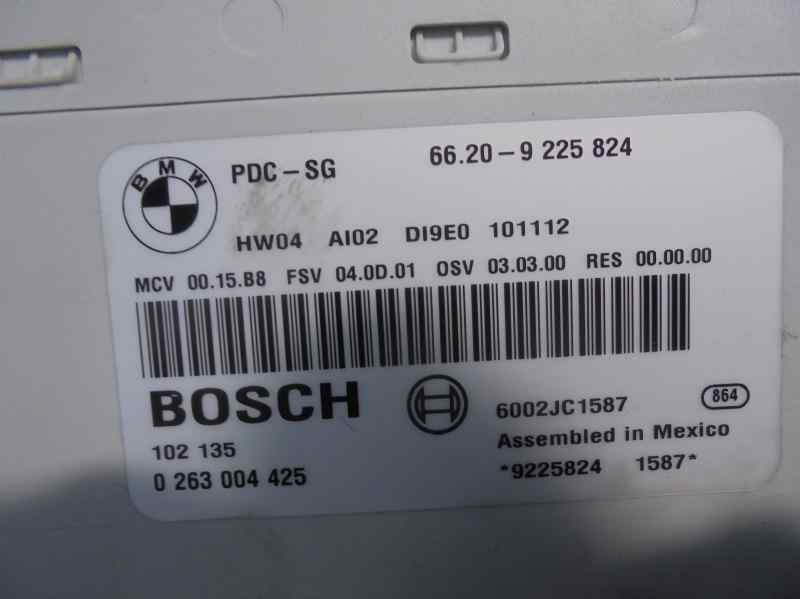 BMW
PDC-SG 66.20-9 225 824
HW04 AI02 DI9E0 101112
MCV 00.15.B8 FSV 04.0D.01 OSV 03.03.00 RES 00.00.00
BOSCH
6002JC1587 864
102 135
Assembled in Mexico
0 263 004 425
*9225824 1587*